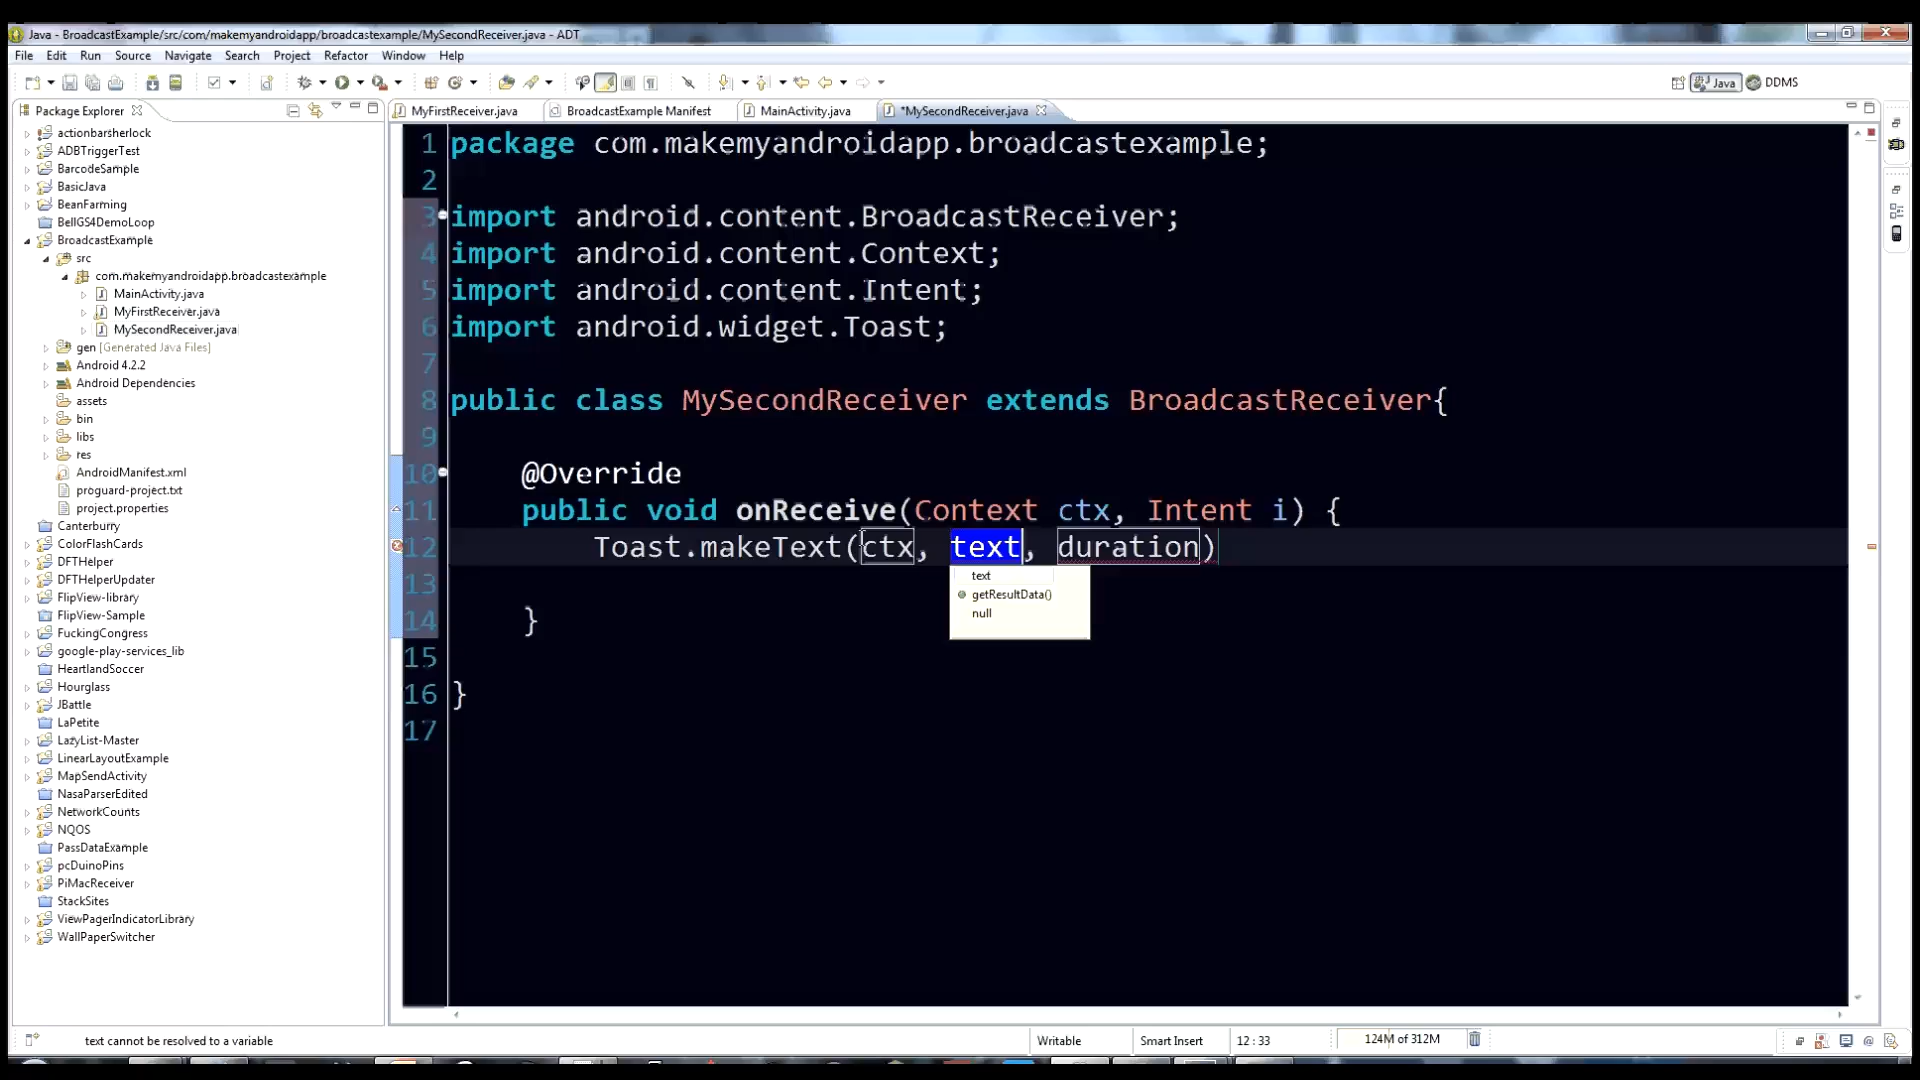 Java - BroadcastExample/src/com/makemyandroidapp/broadcastexample/MySecondReceiver.java - ADT
File Edit Run Source Navigate Search Project Refactor Window Help
Java DDMS
Package Explorer
MyFirstReceiver.java BroadcastExample Manifest MainActivity.java *MySecondReceiver.java
actionbarsherlock
ADBTriggerTest
BarcodeSample
BasicJava
BeanFarming
BellGS4DemoLoop
BroadcastExample
src
com.makemyandroidapp.broadcastexample
MainActivity.java
MyFirstReceiver.java
MySecondReceiver.java
gen [Generated Java Files]
Android 4.2.2
Android Dependencies
assets
bin
libs
res
AndroidManifest.xml
proguard-project.txt
project.properties
Canterburry
ColorFlashCards
DFTHelper
DFTHelperUpdater
FlipView-library
FlipView-Sample
FuckingCongress
google-play-services_lib
HeartlandSoccer
Hourglass
JBattle
LaPetite
LazyList-Master
LinearLayoutExample
MapSendActivity
NasaParserEdited
NetworkCounts
NQOS
PassDataExample
pcDuinoPins
PiMacReceiver
StackSites
ViewPagerIndicatorLibrary
WallPaperSwitcher
1 package com.makemyandroidapp.broadcastexample;
2
3 import android.content.BroadcastReceiver;
4 import android.content.Context;
5 import android.content.Intent;
6 import android.widget.Toast;
7
8 public class MySecondReceiver extends BroadcastReceiver{
9
10 @Override
11 public void onReceive(Context ctx, Intent i) {
12 Toast.makeText(ctx, text, duration)
13
14 }
15
16 }
17
text
getResultData()
null
text cannot be resolved to a variable Writable Smart Insert 12 : 33 124M of 312M